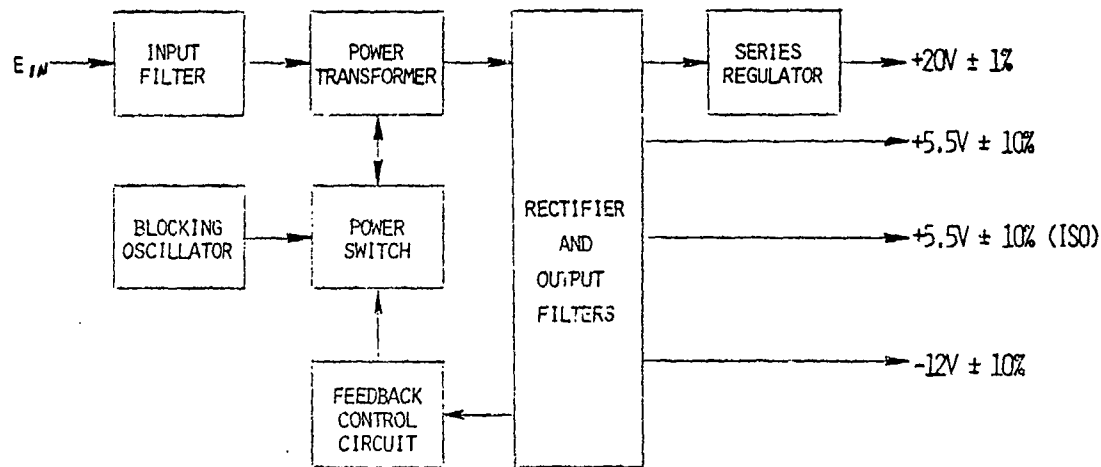 E IN
INPUT
FILTER
POWER
TRANSFORMER
SERIES
REGULATOR
+20V ± 1%
+5.5V ± 10%
BLOCKING
OSCILLATOR
POWER
SWITCH
RECTIFIER
AND
OUTPUT
FILTERS
+5.5V ± 10% (ISO)
-12V ± 10%
FEEDBACK
CONTROL
CIRCUIT